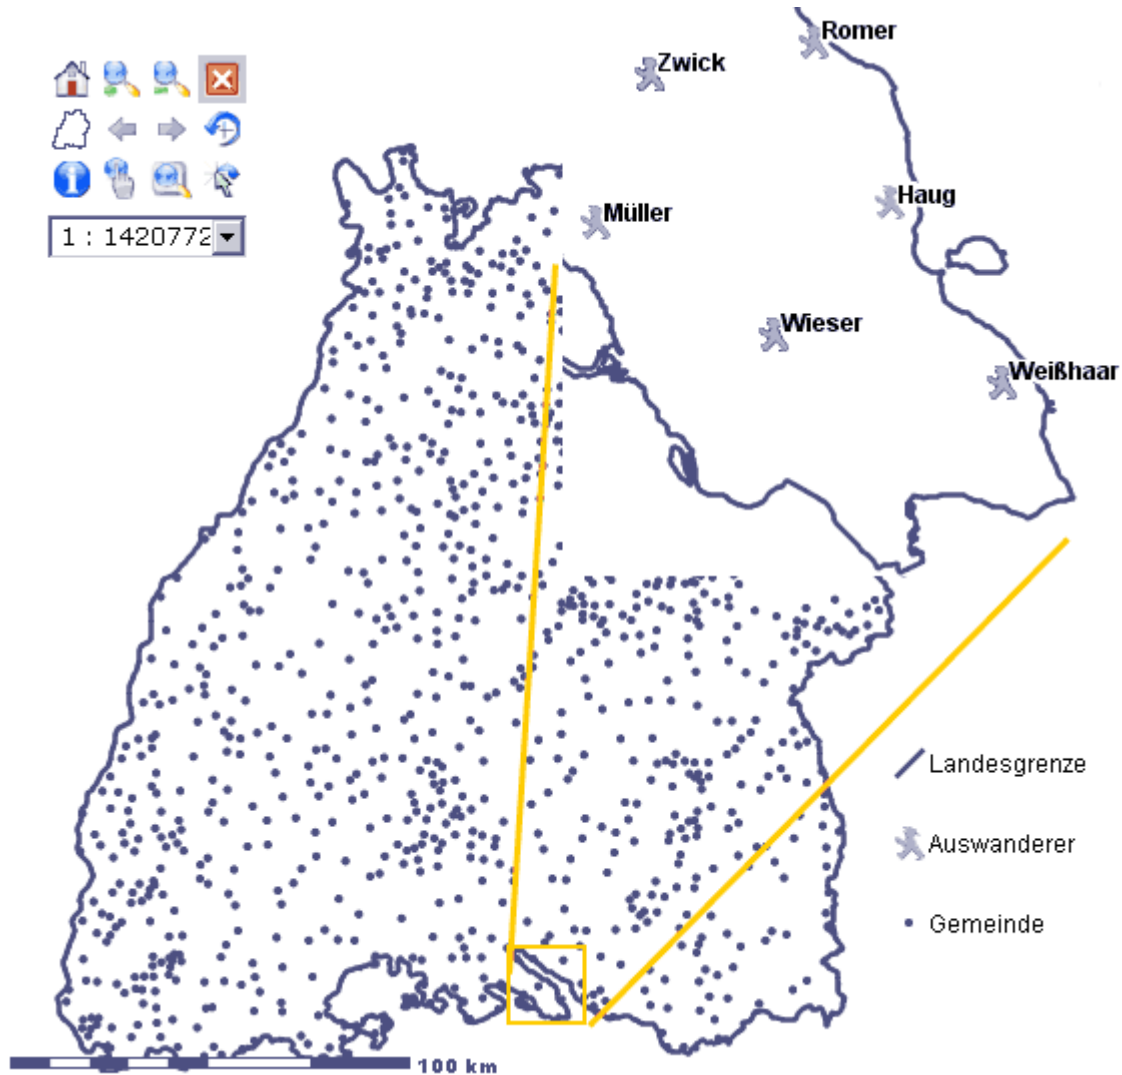 Romer
Zwick
Haug
Müller
1 : 1420772
Wieser
Weißhaar
Landesgrenze
Auswanderer
Gemeinde
100 km